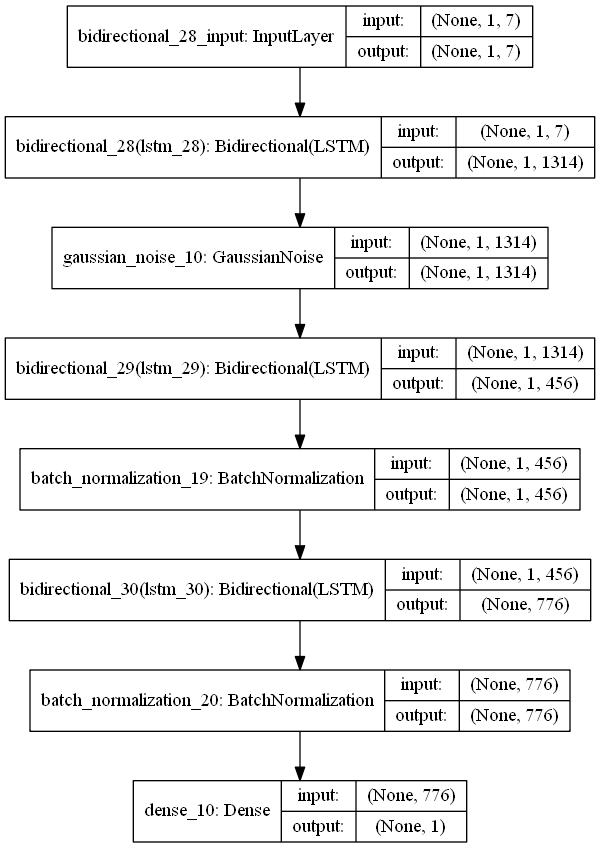 bidirectional_28_input: InputLayer
input: (None, 1, 7)
output: (None, 1, 7)
bidirectional_28(lstm_28): Bidirectional(LSTM)
input: (None, 1, 7)
output: (None, 1, 1314)
gaussian_noise_10: GaussianNoise
input: (None, 1, 1314)
output: (None, 1, 1314)
bidirectional_29(lstm_29): Bidirectional(LSTM)
input: (None, 1, 1314)
output: (None, 1, 456)
batch_normalization_19: BatchNormalization
input: (None, 1, 456)
output: (None, 1, 456)
bidirectional_30(lstm_30): Bidirectional(LSTM)
input: (None, 1, 456)
output: (None, 776)
batch_normalization_20: BatchNormalization
input: (None, 776)
output: (None, 776)
dense_10: Dense
input: (None, 776)
output: (None, 1)